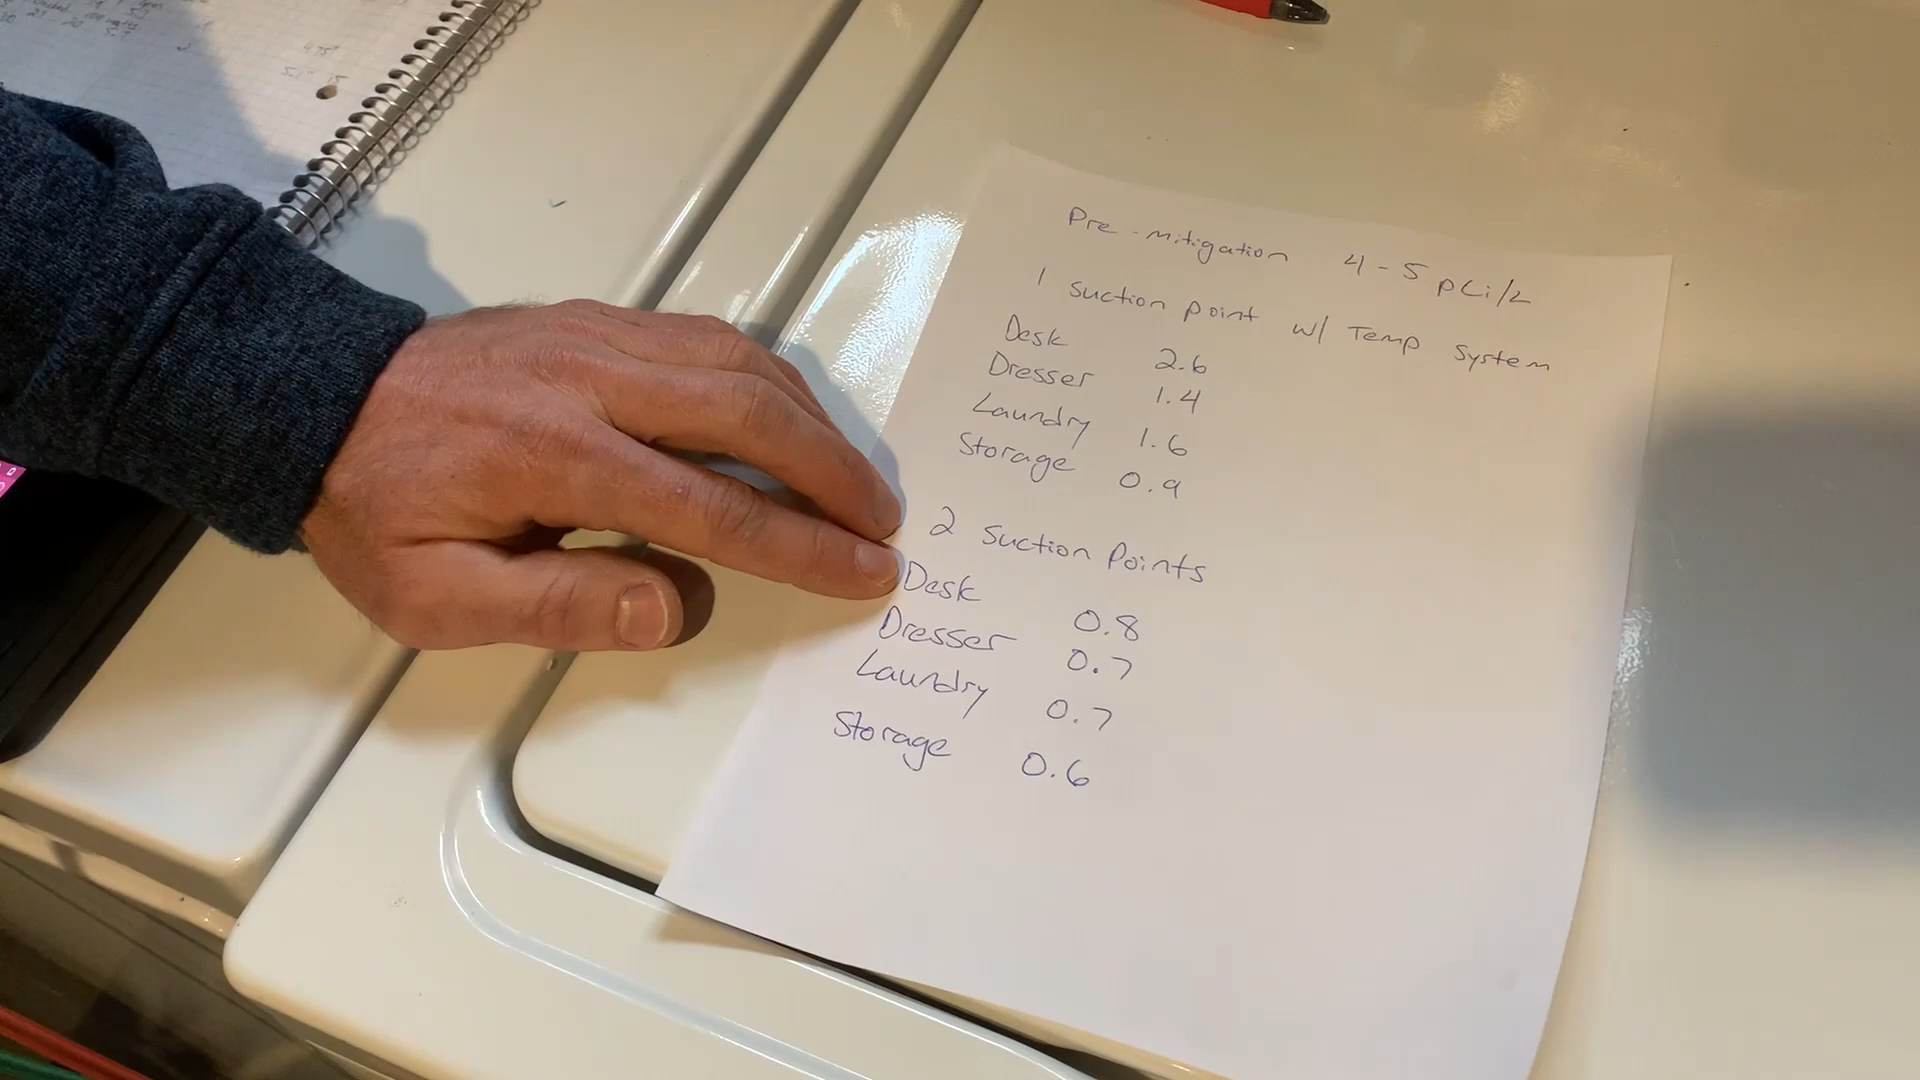 Pre-mitigation 4-5 pCi/L
1 suction point w/ Temp System
Desk 2.6
Dresser 1.4
Laundry 1.6
Storage 0.9
2 Suction Points
Desk 0.8
Dresser 0.7
Laundry 0.7
Storage 0.6